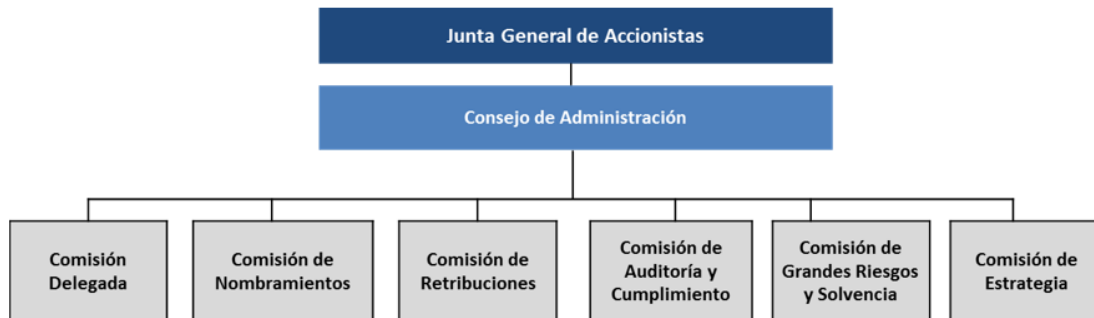 Junta General de Accionistas
Consejo de Administración
Comisión
Delegada
Comisión de
Nombramientos
Comisión de
Retribuciones
Comisión de
Auditoría y
Cumplimiento
Comisión de
Grandes Riesgos
y Solvencia
Comisión de
Estrategia